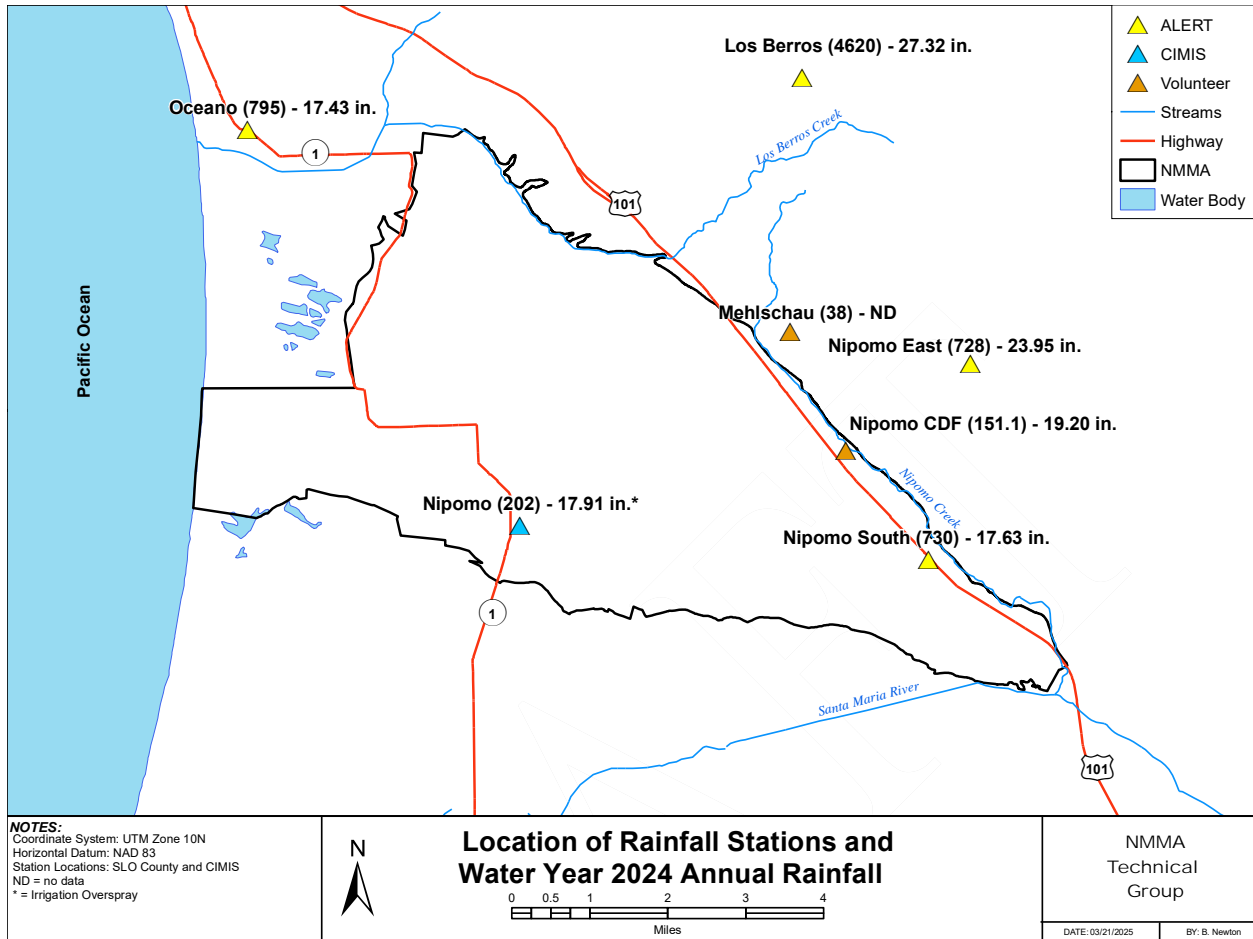 Los Berros (4620) - 27.32 in.
Oceano (795) - 17.43 in.
1
Los Berros Creek
101
Pacific Ocean
Mehlschau (38) - ND
Nipomo East (728) - 23.95 in.
Nipomo CDF (151.1) - 19.20 in.
Nipomo (202) - 17.91 in.*
Nipomo Creek
Nipomo South (730) - 17.63 in.
1
Santa Maria River
101
ALERT
CIMIS
Volunteer
Streams
Highway
NMMA
Water Body
NOTES:
Coordinate System: UTM Zone 10N
Horizontal Datum: NAD 83
Station Locations: SLO County and CIMIS
ND = no data
* = Irrigation Overspray
N
Location of Rainfall Stations and
Water Year 2024 Annual Rainfall
0 0.5 1 2 3 4
Miles
NMMA
Technical
Group
DATE: 03/21/2025
BY: B. Newton